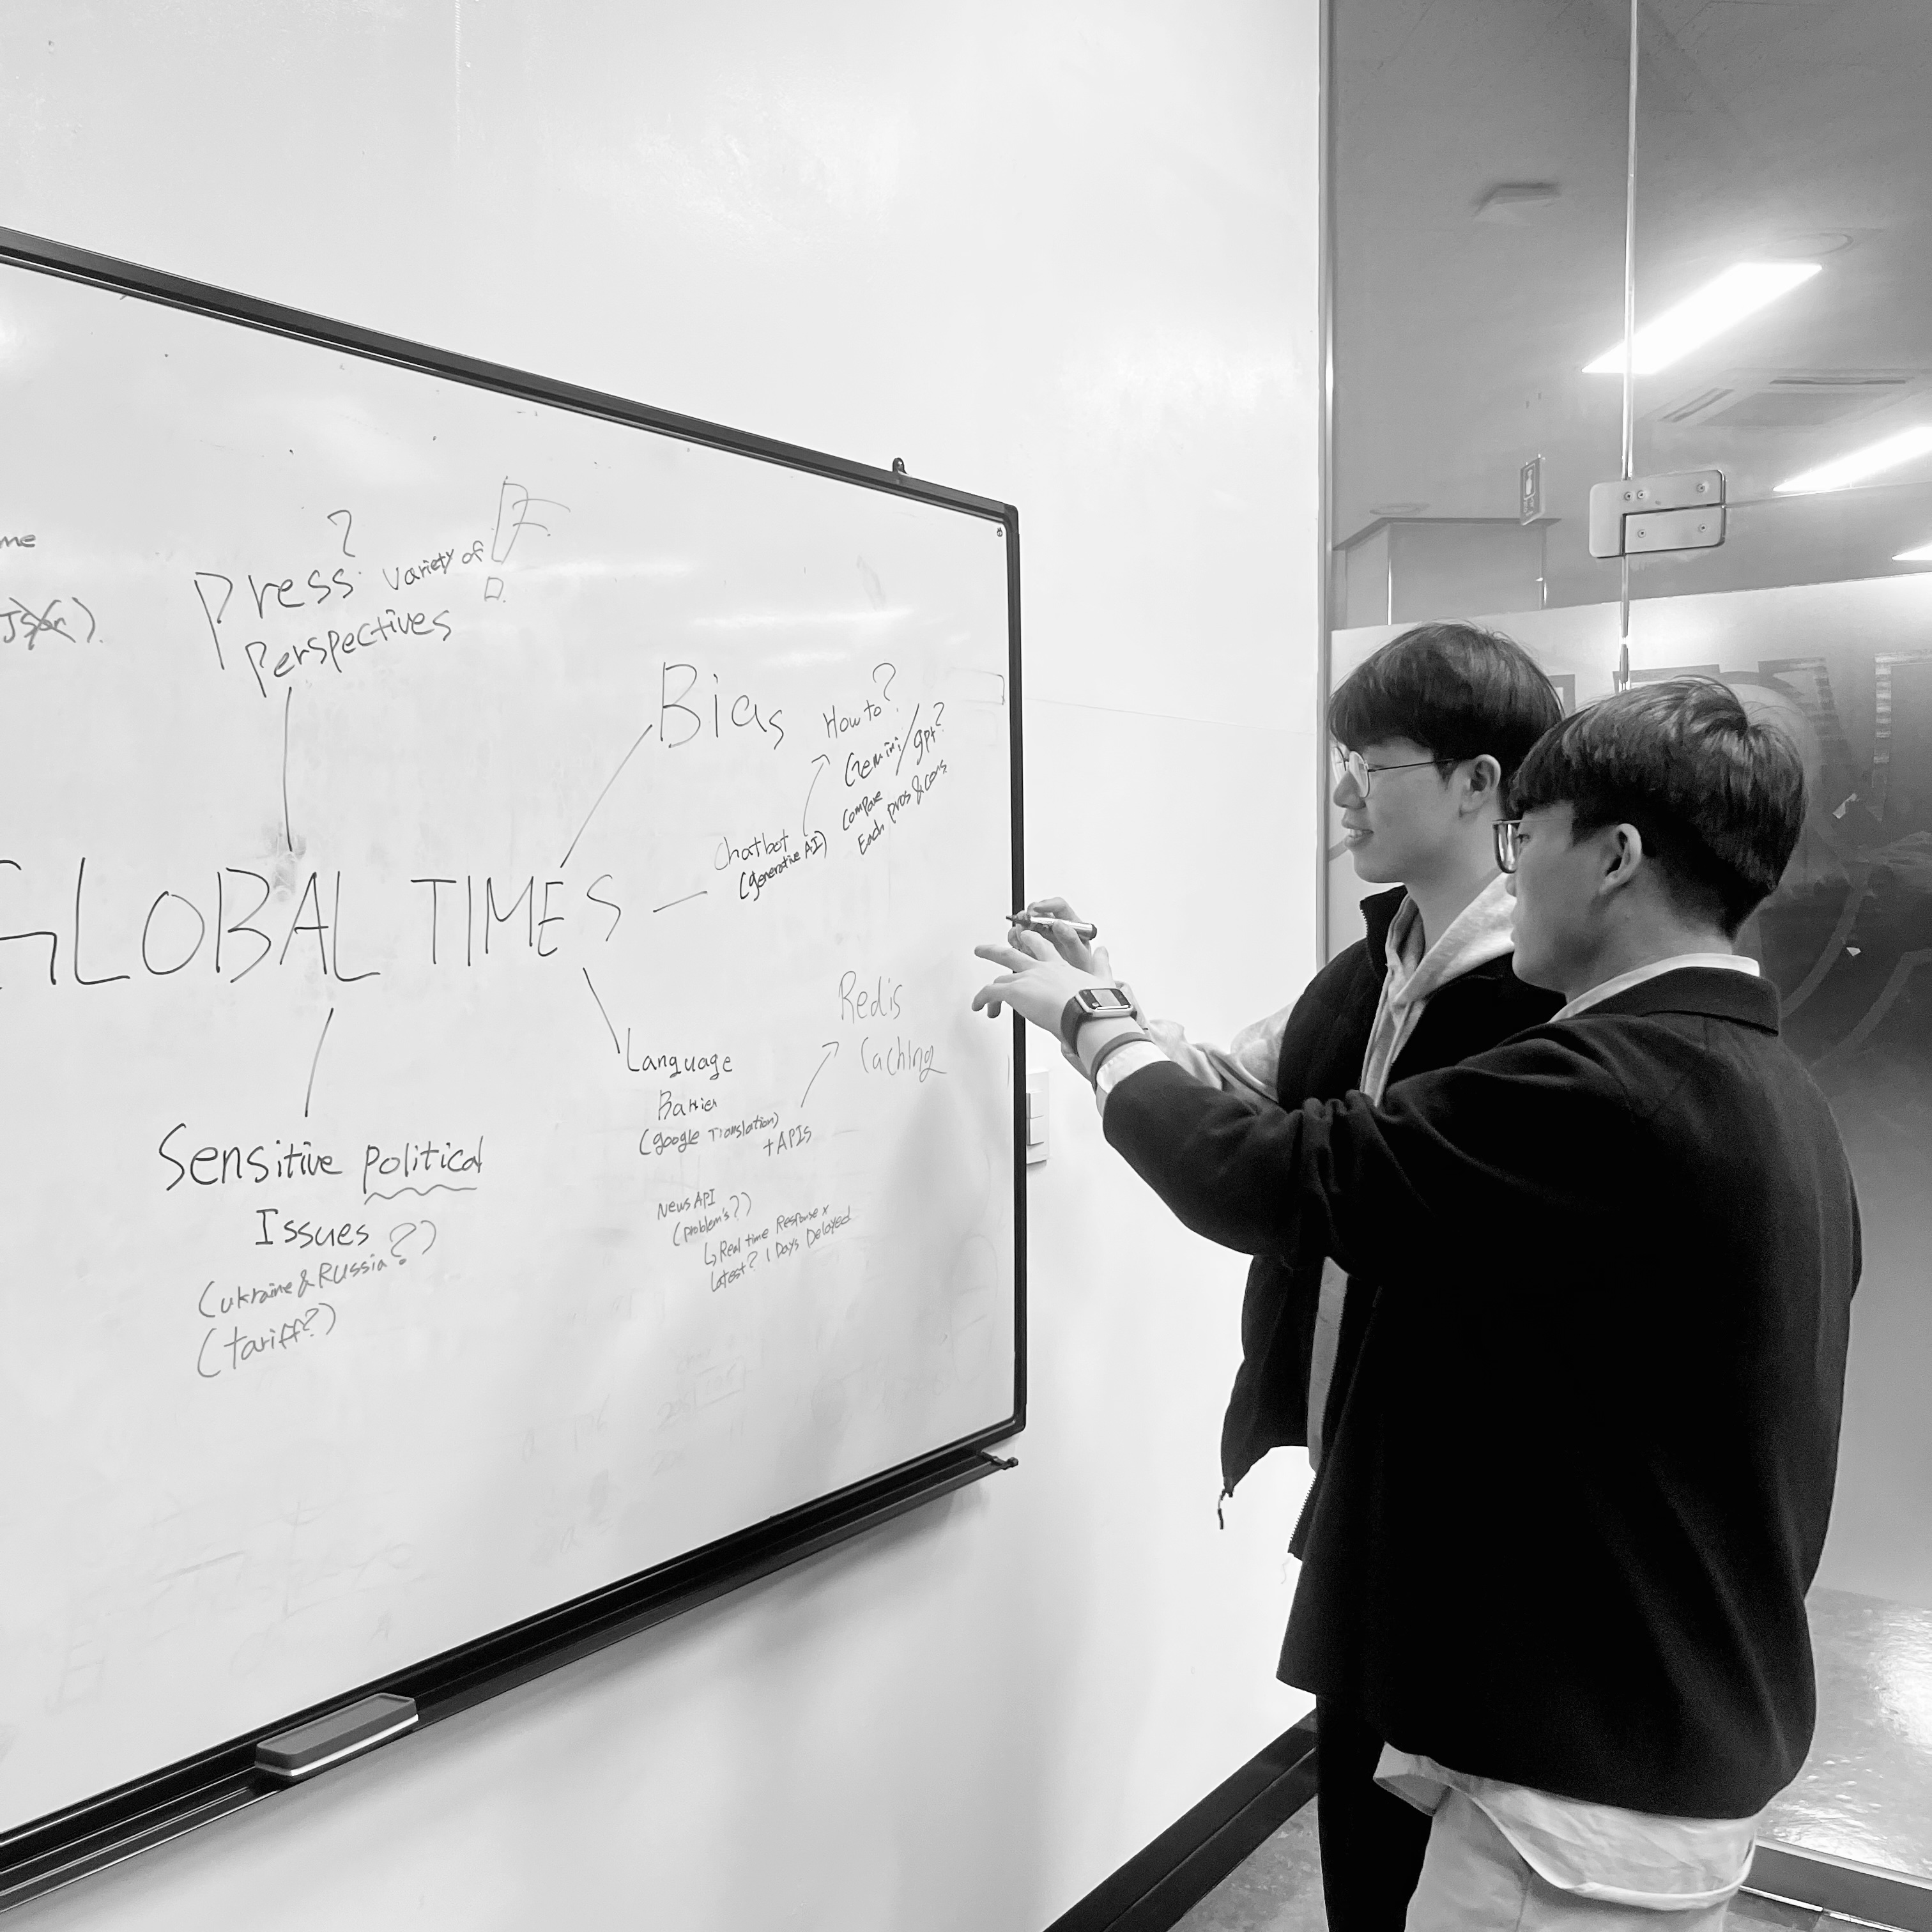 me
?
Press variety of
Perspectives
Bias
How to?
Gemini/gpt?
Compare
Each pros & cons
Chatbot
(generative AI)
GLOBAL TIMES
Redis
Caching
Language
Barrier
(google Translation)
+ APIs
News API
(problem's?)
↳ Real time Response x
Latest? 1 Days Delayed
Sensitive political
Issues
(ukraine & Russia?)
(tariff?)